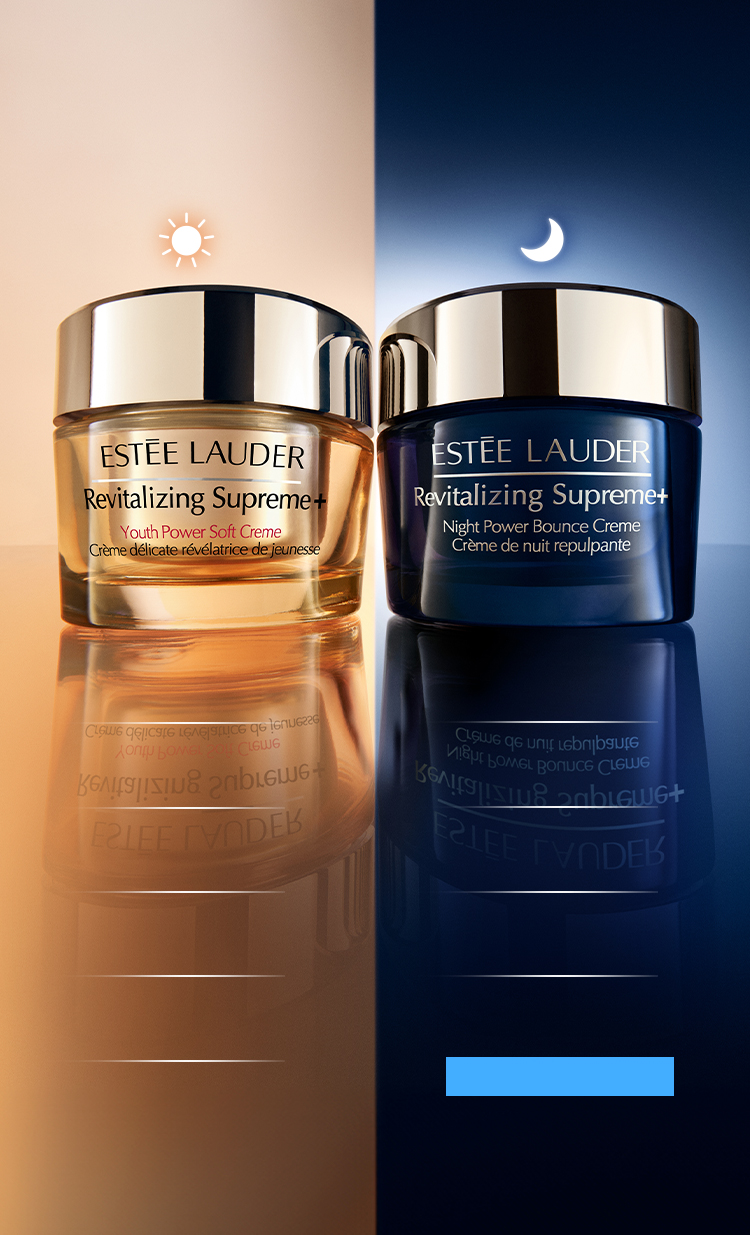 ESTĒE LAUDER
Revitalizing Supreme+
Youth Power Soft Creme
Crème délicate révélatrice de jeunesse
ESTĒE LAUDER
Revitalizing Supreme+
Night Power Bounce Creme
Crème de nuit repulpante